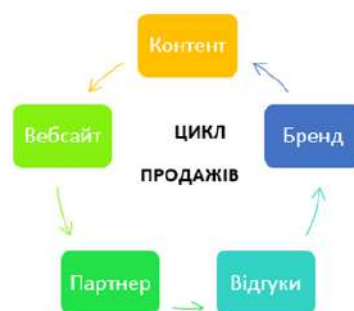 Контент
Вебсайт
ЦИКЛ
ПРОДАЖІВ
Бренд
Партнер
Відгуки